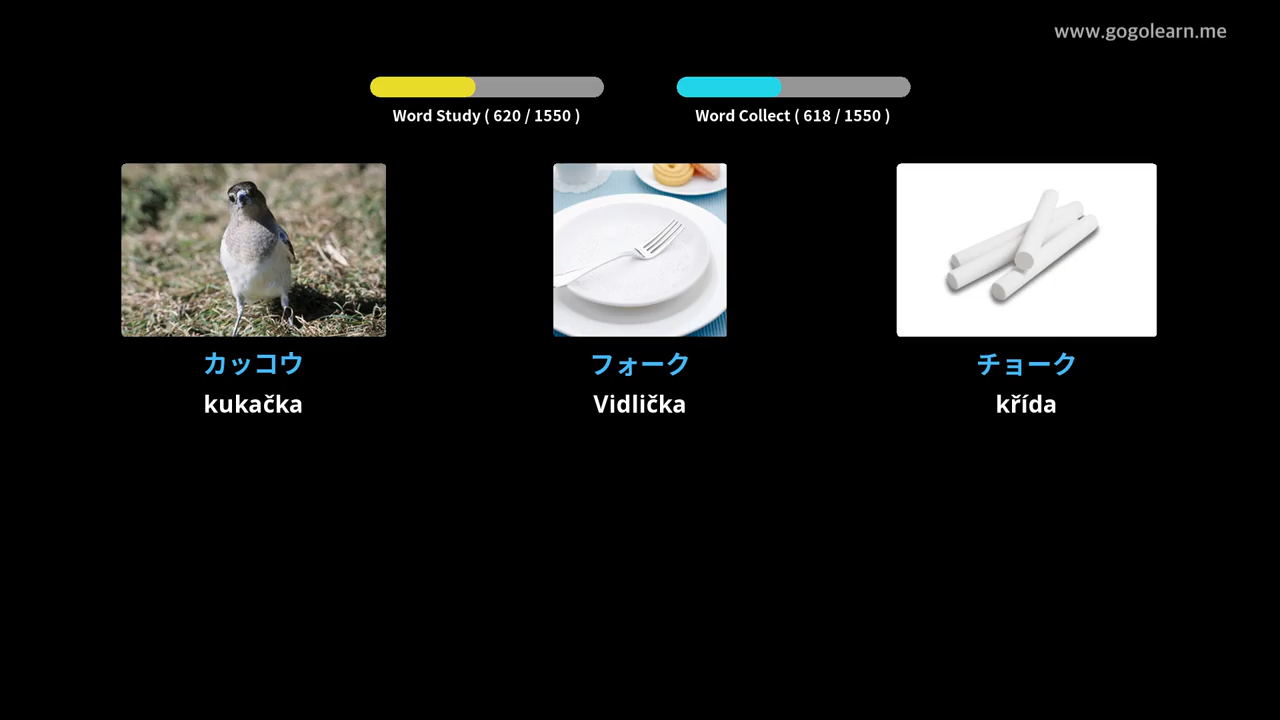 www.gogolearn.me
Word Study ( 620 / 1550 )
Word Collect ( 618 / 1550 )
カッコウ
フォーク
チョーク
kukačka
Vidlička
křída